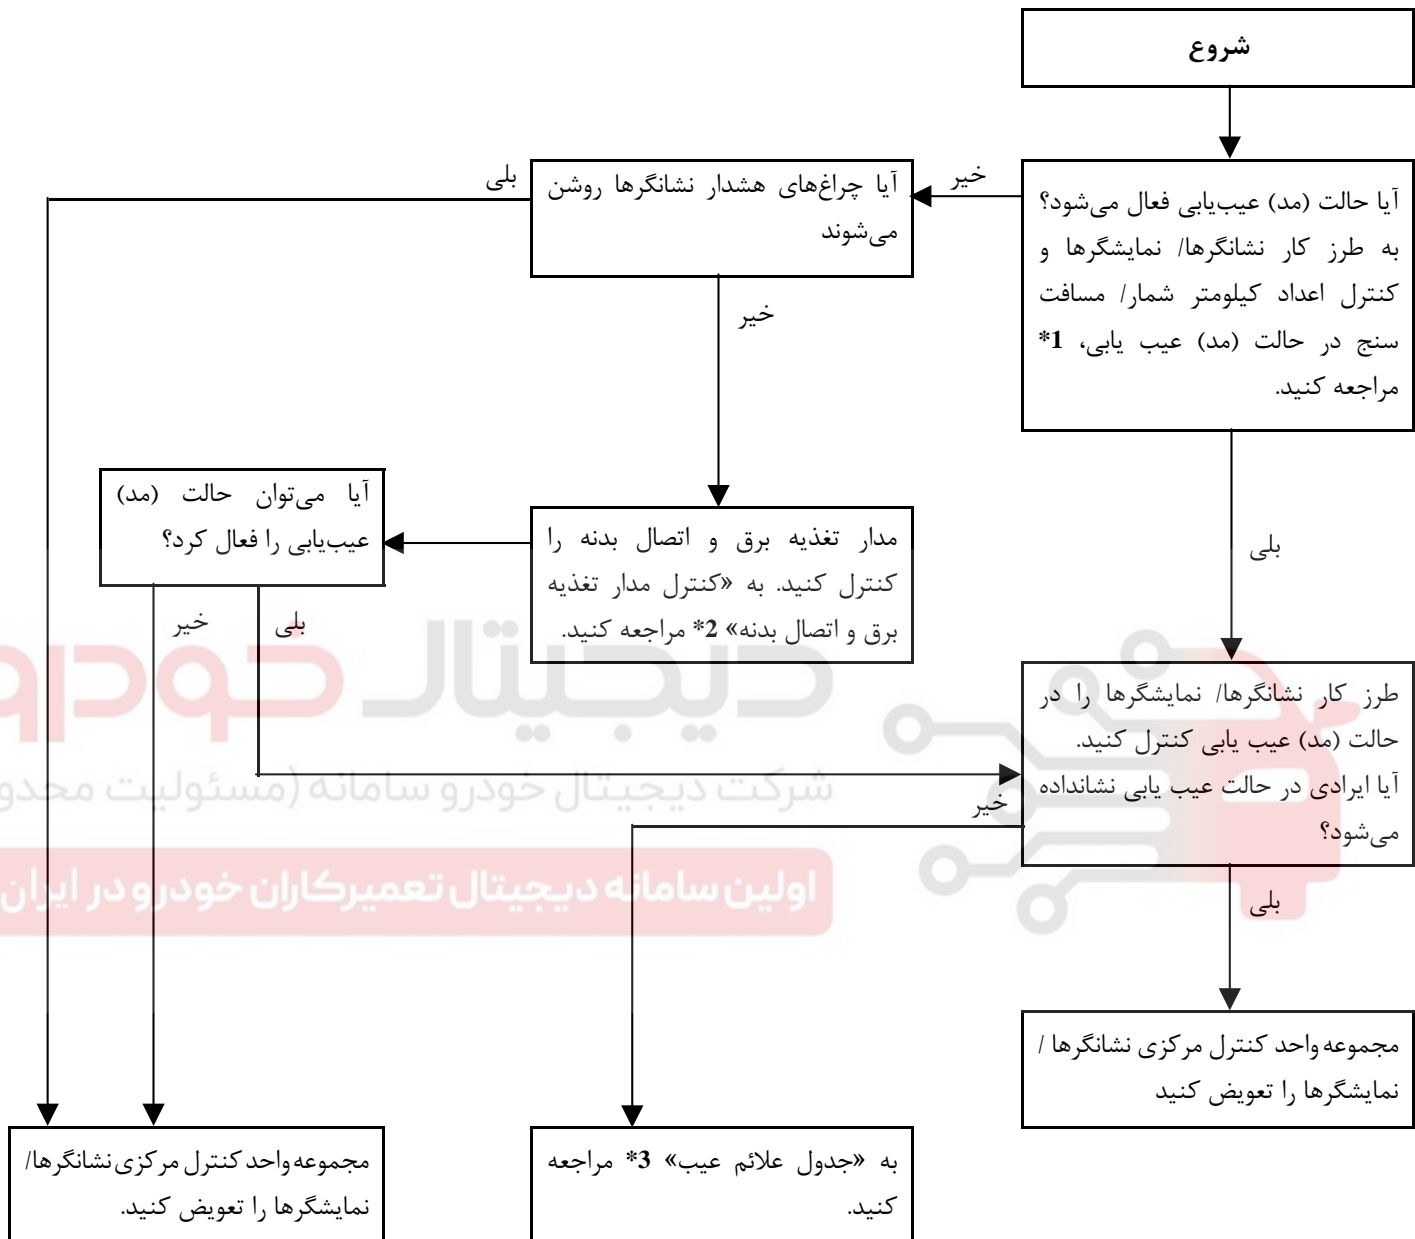 شروع
خیر
بلی
آیا حالت (مد) عیب‌یابی فعال می‌شود؟
به طرز کار نشانگرها/ نمایشگرها و
کنترل اعداد کیلومتر شمار/ مسافت
سنج در حالت (مد) عیب یابی، 1*
مراجعه کنید.
آیا چراغ‌های هشدار نشانگرها روشن
می‌شوند
خیر
بلی
مدار تغذیه برق و اتصال بدنه را
کنترل کنید. به «کنترل مدار تغذیه
برق و اتصال بدنه» 2* مراجعه کنید.
آیا می‌توان حالت (مد)
عیب‌یابی را فعال کرد؟
بلی
خیر
طرز کار نشانگرها/ نمایشگرها را در
حالت (مد) عیب یابی کنترل کنید.
آیا ایرادی در حالت عیب یابی نشانداده
می‌شود؟
خیر
بلی
مجموعه واحد کنترل مرکزی نشانگرها /
نمایشگرها را تعویض کنید
به «جدول علائم عیب» 3* مراجعه
کنید.
مجموعه واحد کنترل مرکزی نشانگرها/
نمایشگرها را تعویض کنید.
دیجیتال خودرو
شرکت دیجیتال خودرو سامانه (مسئولیت
اولین سامانه دیجیتال تعمیرکاران خودرو در ایران